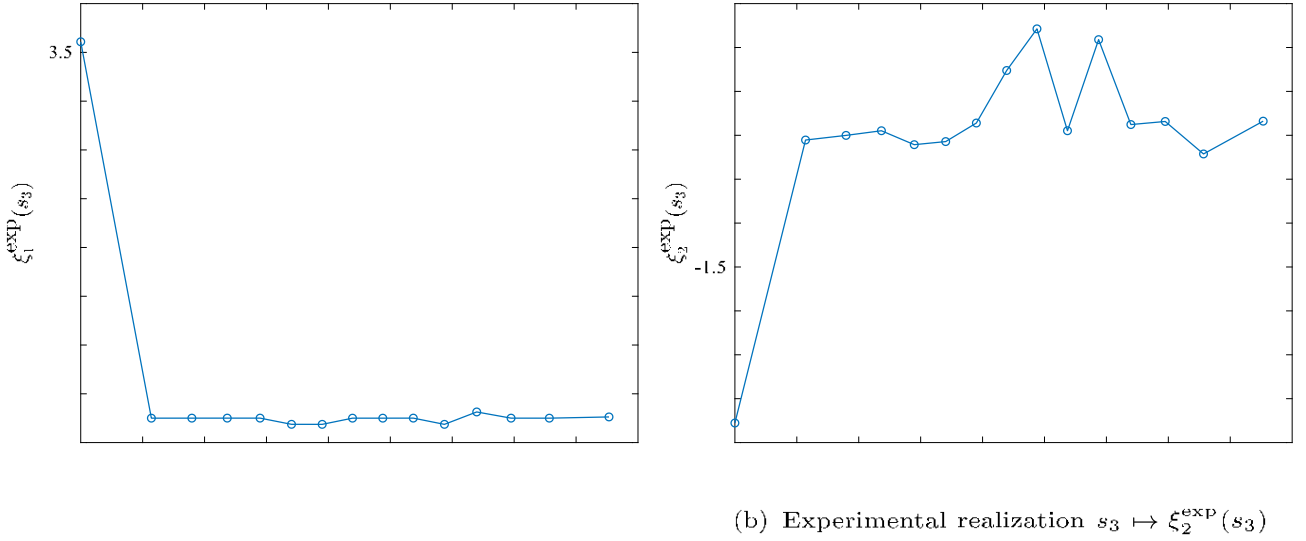 3.5
ξ₁ᵉˣᵖ(s₃)
-1.5
ξ₂ᵉˣᵖ(s₃)
(b) Experimental realization s₃ ↦ ξ₂ᵉˣᵖ(s₃)